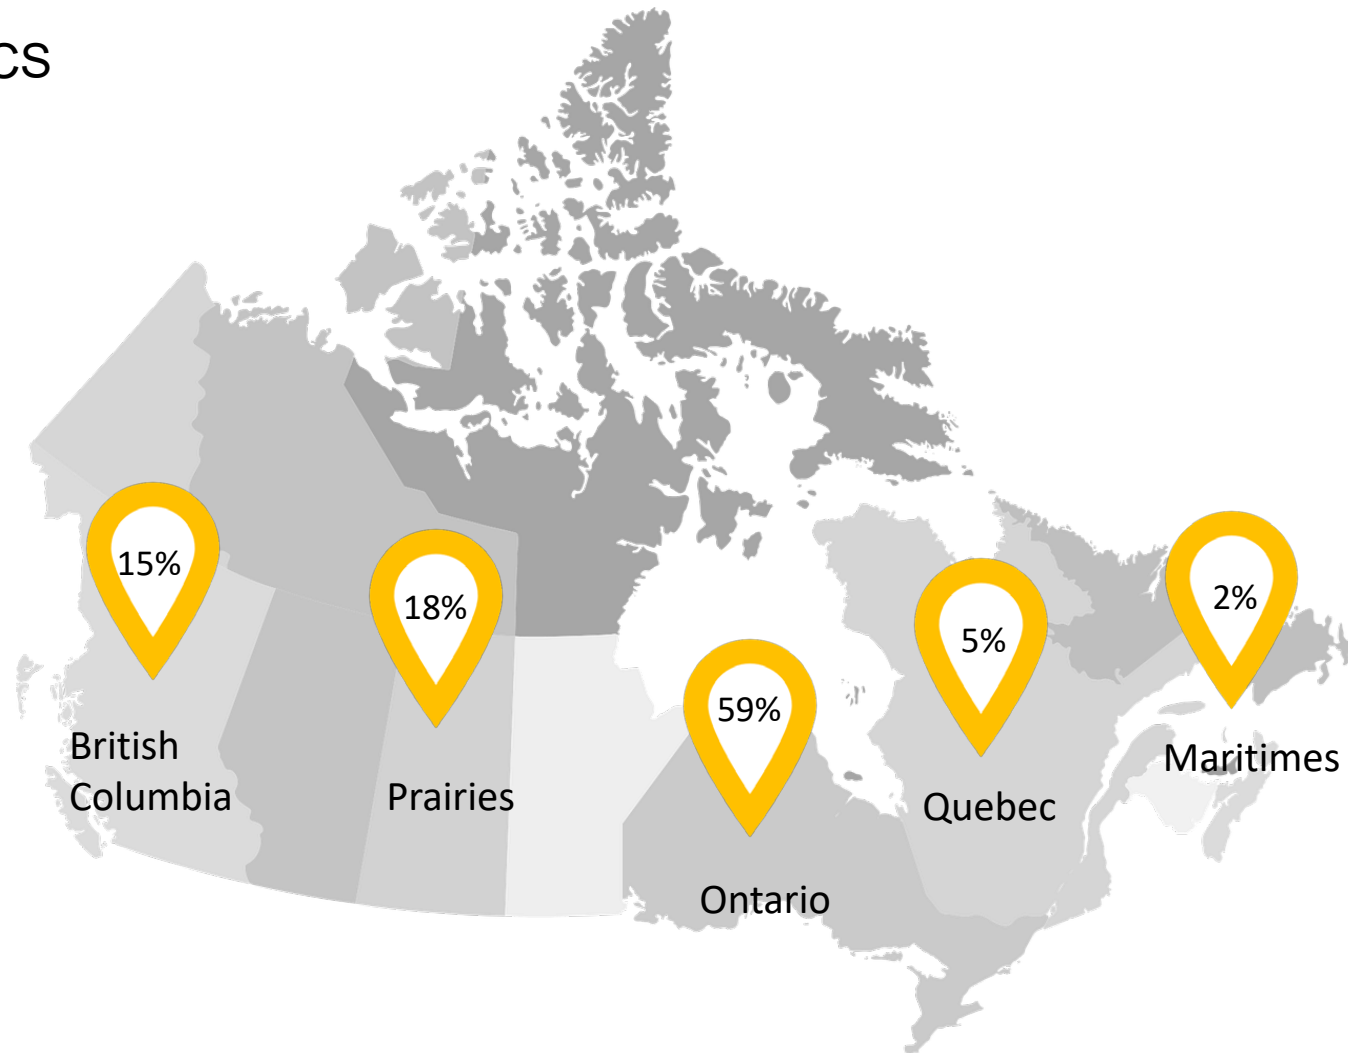 CS
15%
18%
59%
5%
2%
British
Columbia
Prairies
Ontario
Quebec
Maritimes